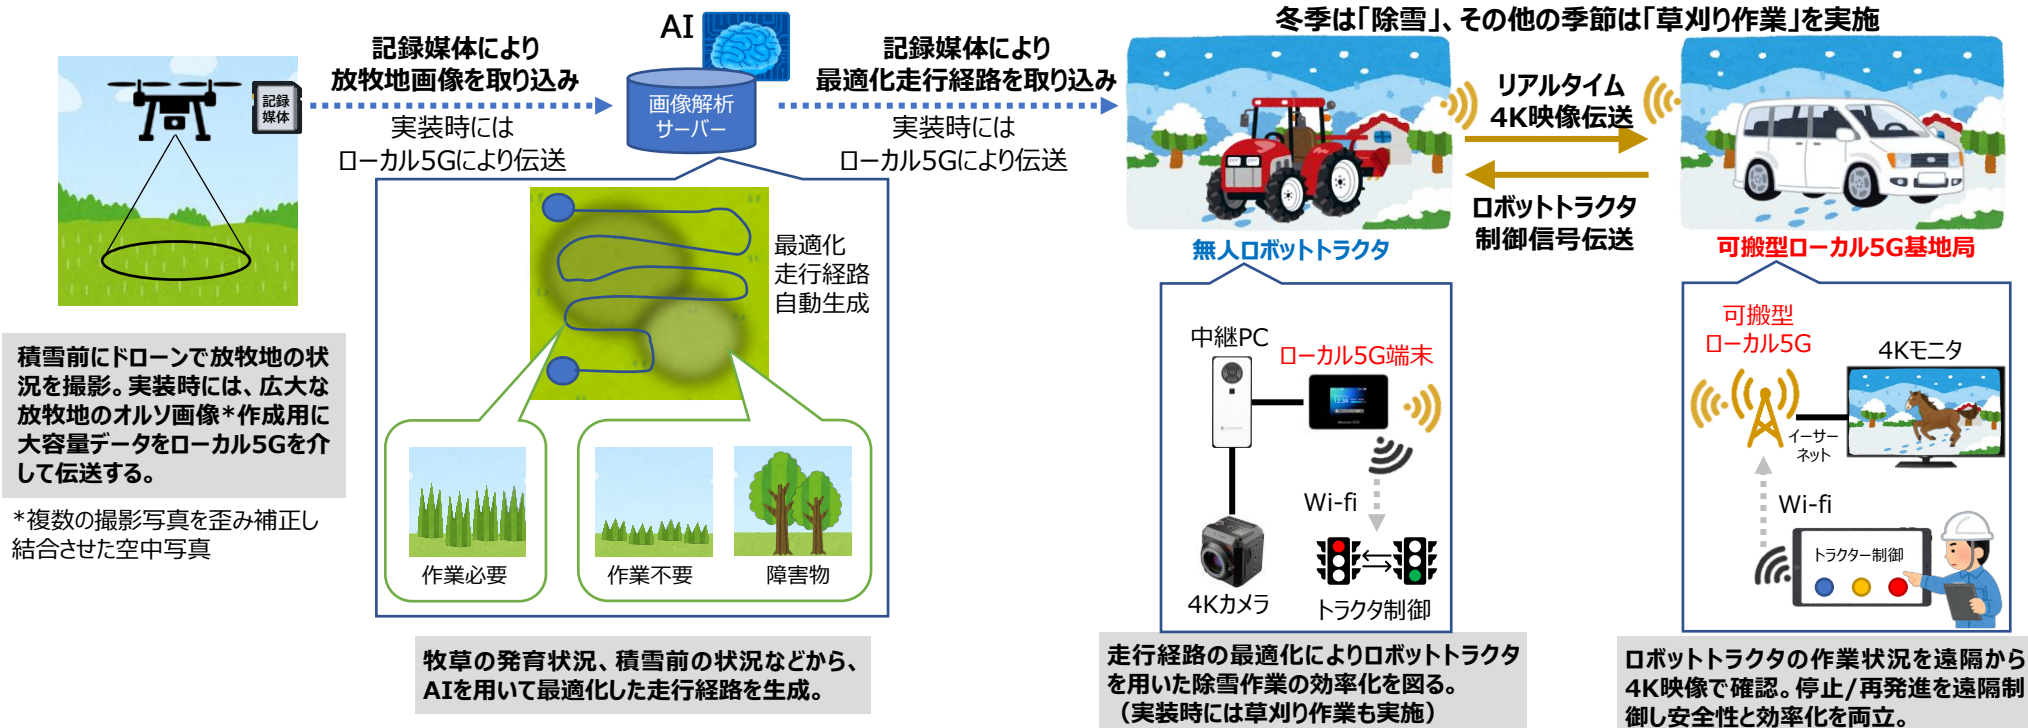 冬季は「除雪」、その他の季節は「草刈り作業」を実施
記録
媒体
記録媒体により
放牧地画像を取り込み
実装時には
ローカル5Gにより伝送
AI
画像解析
サーバー
記録媒体により
最適化走行経路を取り込み
実装時には
ローカル5Gにより伝送
リアルタイム
4K映像伝送
ロボットトラクタ
制御信号伝送
無人ロボットトラクタ
可搬型ローカル5G基地局
積雪前にドローンで放牧地の状
況を撮影。実装時には、広大な
放牧地のオルソ画像*作成用に
大容量データをローカル5Gを介
して伝送する。
*複数の撮影写真を歪み補正し
結合させた空中写真
最適化
走行経路
自動生成
作業必要
作業不要
障害物
牧草の発育状況、積雪前の状況などから、
AIを用いて最適化した走行経路を生成。
中継PC
ローカル5G端末
Wi-fi
4Kカメラ
トラクタ制御
走行経路の最適化によりロボットトラクタ
を用いた除雪作業の効率化を図る。
（実装時には草刈り作業も実施）
可搬型
ローカル5G
4Kモニタ
イーサー
ネット
Wi-fi
トラクター制御
ロボットトラクタの作業状況を遠隔から
4K映像で確認。停止/再発進を遠隔制
御し安全性と効率化を両立。